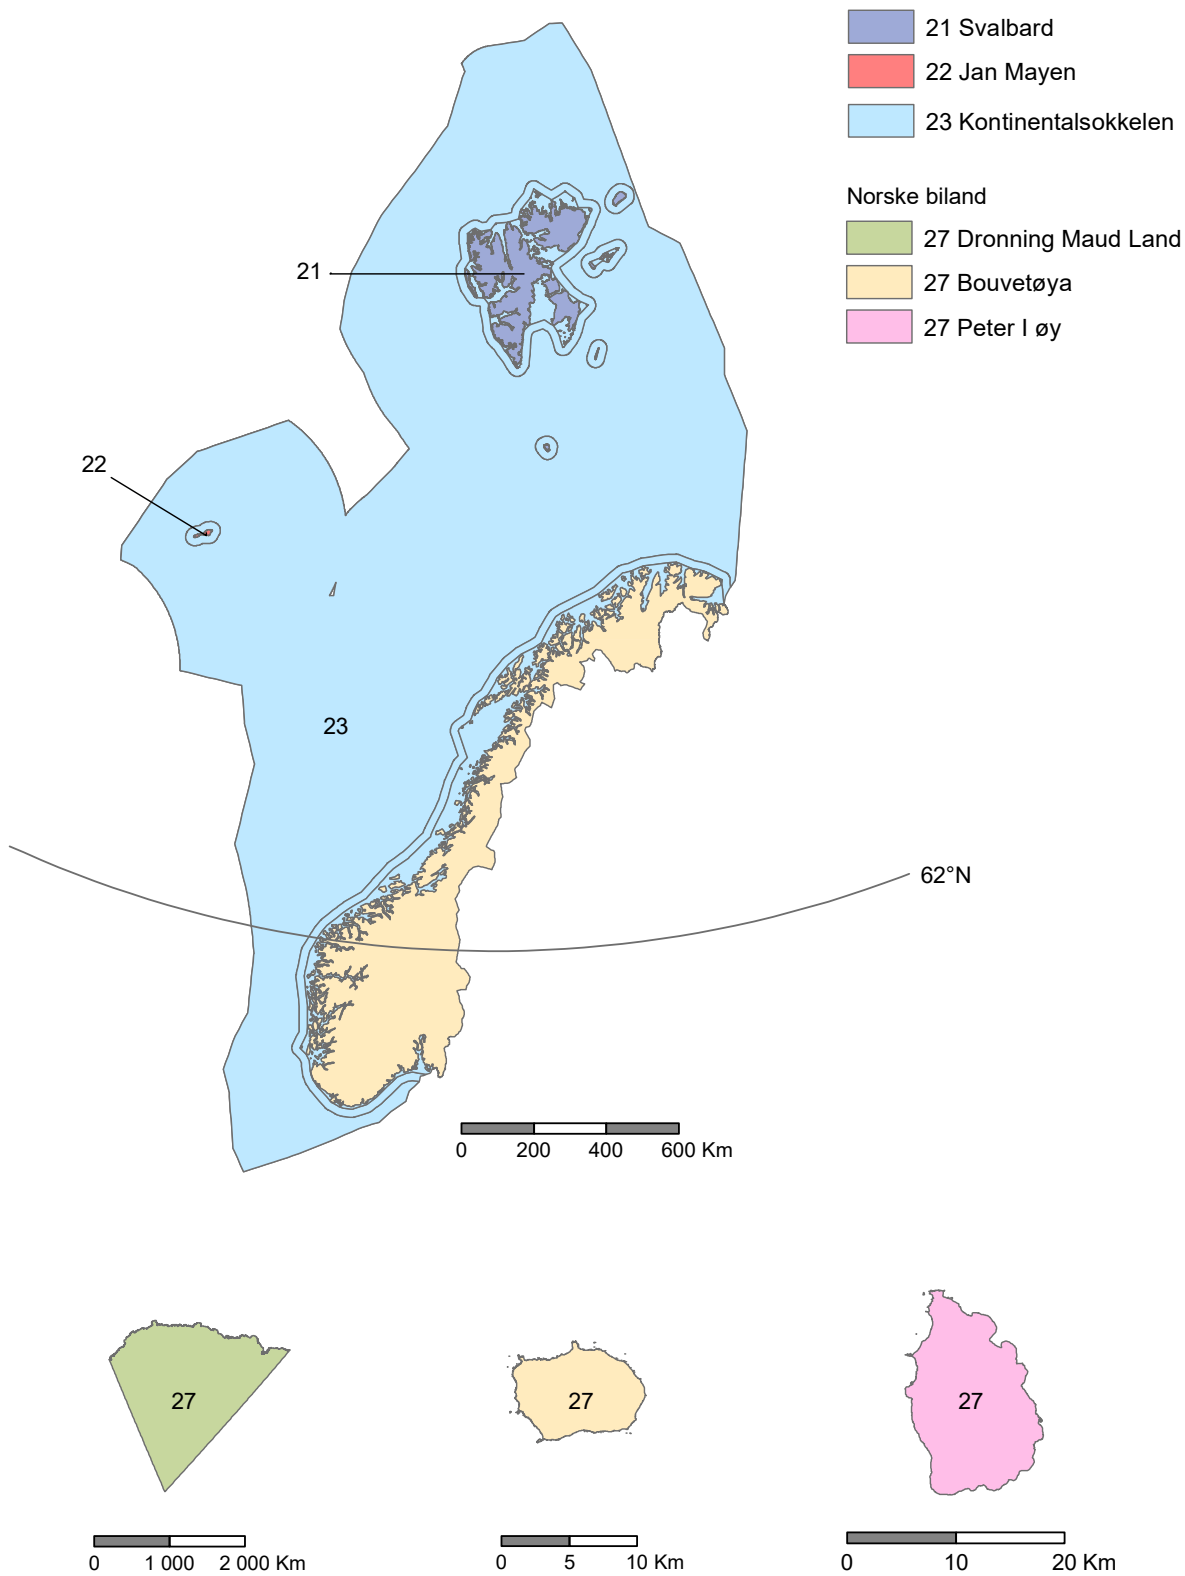 21 Svalbard
22 Jan Mayen
23 Kontinentalsokkelen
Norske biland
27 Dronning Maud Land
27 Bouvetøya
27 Peter I øy
21
22
23
62°N
0 200 400 600 Km
27
27
27
0 1 000 2 000 Km
0 5 10 Km
0 10 20 Km